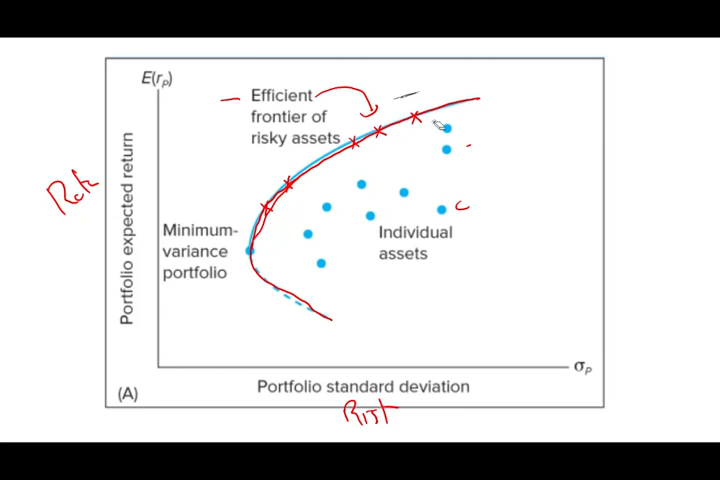 E(rP)
Efficient
frontier of
risky assets
Portfolio expected return
Minimum-
variance
portfolio
Individual
assets
C
σP
(A)
Portfolio standard deviation
Risk